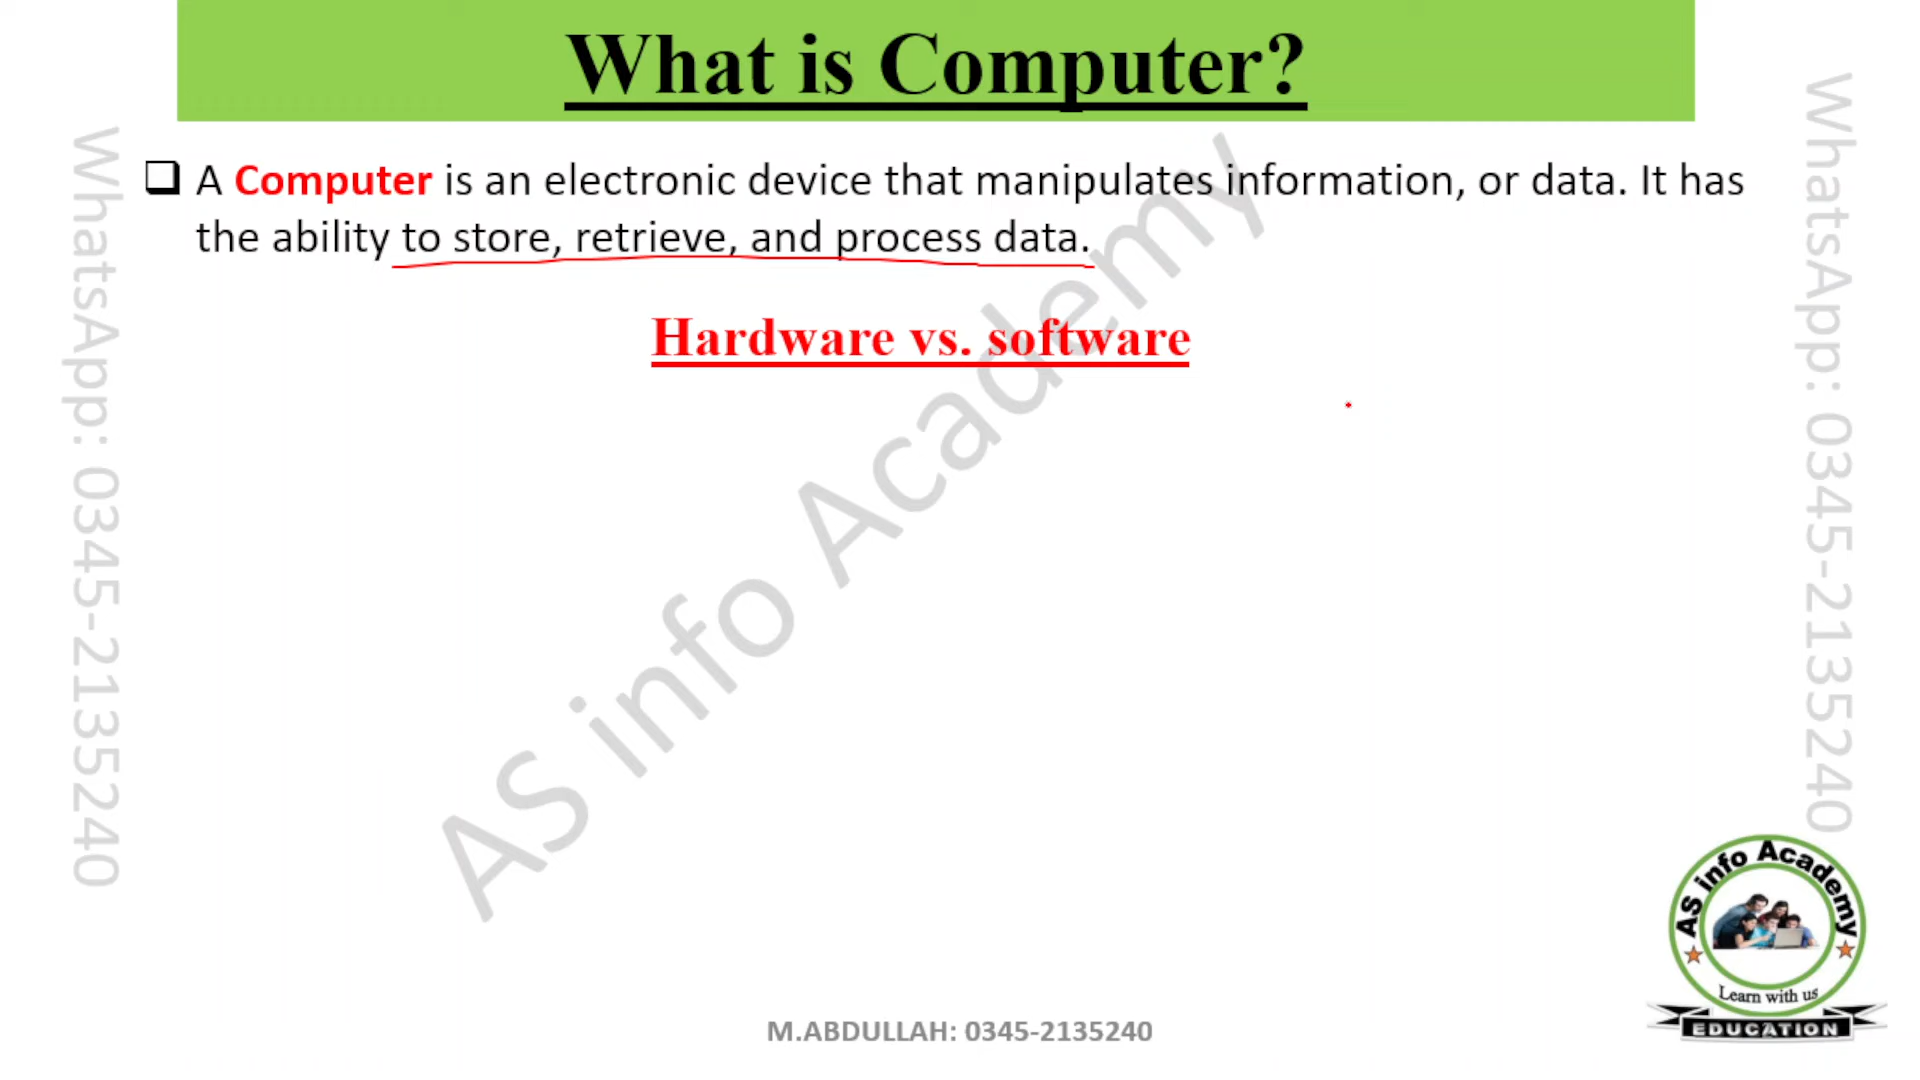 What is Computer?
A Computer is an electronic device that manipulates information, or data. It has
the ability to store, retrieve, and process data.
Hardware vs. software
AS info Academy
WhatsApp: 0345-2135240
WhatsApp: 0345-2135240
AS info Academy
Learn with us
EDUCATION
M.ABDULLAH: 0345-2135240